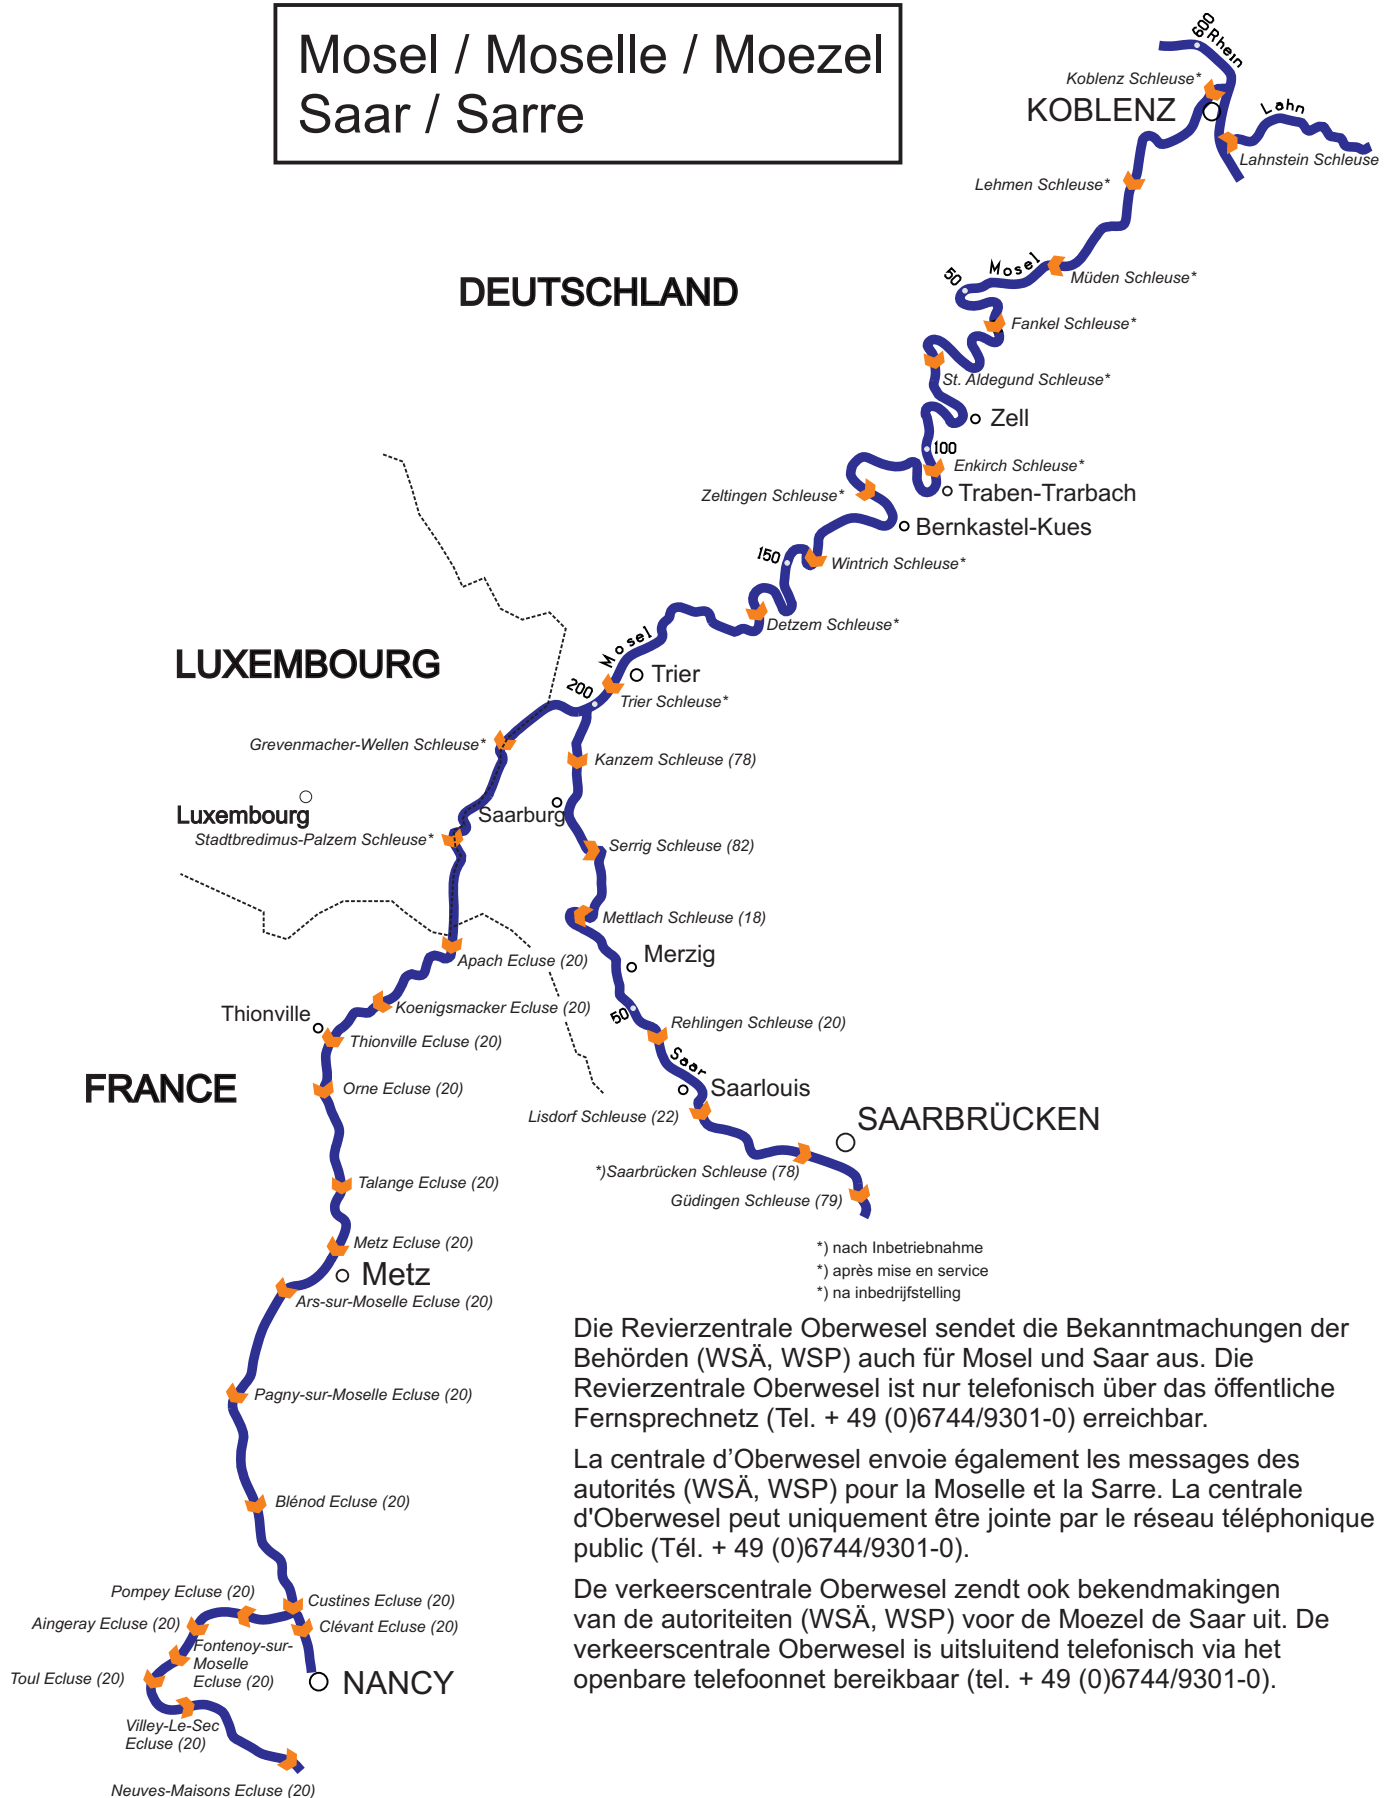 Mosel / Moselle / Moezel
Saar / Sarre
600
Rhein
Koblenz Schleuse*
KOBLENZ
Lahn
Lahnstein Schleuse
Lehmen Schleuse*
Mosel
50
Müden Schleuse*
DEUTSCHLAND
Fankel Schleuse*
St. Aldegund Schleuse*
Zell
100
Enkirch Schleuse*
Zeltingen Schleuse*
Traben-Trarbach
Bernkastel-Kues
150
Wintrich Schleuse*
Detzem Schleuse*
Mosel
LUXEMBOURG
Trier
200
Trier Schleuse*
Grevenmacher-Wellen Schleuse*
Kanzem Schleuse (78)
Luxembourg
Saarburg
Stadtbredimus-Palzem Schleuse*
Serrig Schleuse (82)
Mettlach Schleuse (18)
Merzig
Apach Ecluse (20)
Koenigsmacker Ecluse (20)
Thionville
50
Rehlingen Schleuse (20)
Thionville Ecluse (20)
Saar
FRANCE
Orne Ecluse (20)
Saarlouis
Lisdorf Schleuse (22)
SAARBRÜCKEN
*)Saarbrücken Schleuse (78)
Talange Ecluse (20)
Güdingen Schleuse (79)
Metz Ecluse (20)
*) nach Inbetriebnahme
*) après mise en service
*) na inbedrijfstelling
Metz
Ars-sur-Moselle Ecluse (20)
Die Revierzentrale Oberwesel sendet die Bekanntmachungen der
Behörden (WSÄ, WSP) auch für Mosel und Saar aus. Die
Revierzentrale Oberwesel ist nur telefonisch über das öffentliche
Fernsprechnetz (Tel. + 49 (0)6744/9301-0) erreichbar.
La centrale d’Oberwesel envoie également les messages des
autorités (WSÄ, WSP) pour la Moselle et la Sarre. La centrale
d'Oberwesel peut uniquement être jointe par le réseau téléphonique
public (Tél. + 49 (0)6744/9301-0).
De verkeerscentrale Oberwesel zendt ook bekendmakingen
van de autoriteiten (WSÄ, WSP) voor de Moezel de Saar uit. De
verkeerscentrale Oberwesel is uitsluitend telefonisch via het
openbare telefoonnet bereikbaar (tel. + 49 (0)6744/9301-0).
Pagny-sur-Moselle Ecluse (20)
Blénod Ecluse (20)
Pompey Ecluse (20)
Custines Ecluse (20)
Aingeray Ecluse (20)
Clévant Ecluse (20)
Fontenoy-sur-
Moselle
Ecluse (20)
Toul Ecluse (20)
NANCY
Villey-Le-Sec
Ecluse (20)
Neuves-Maisons Ecluse (20)